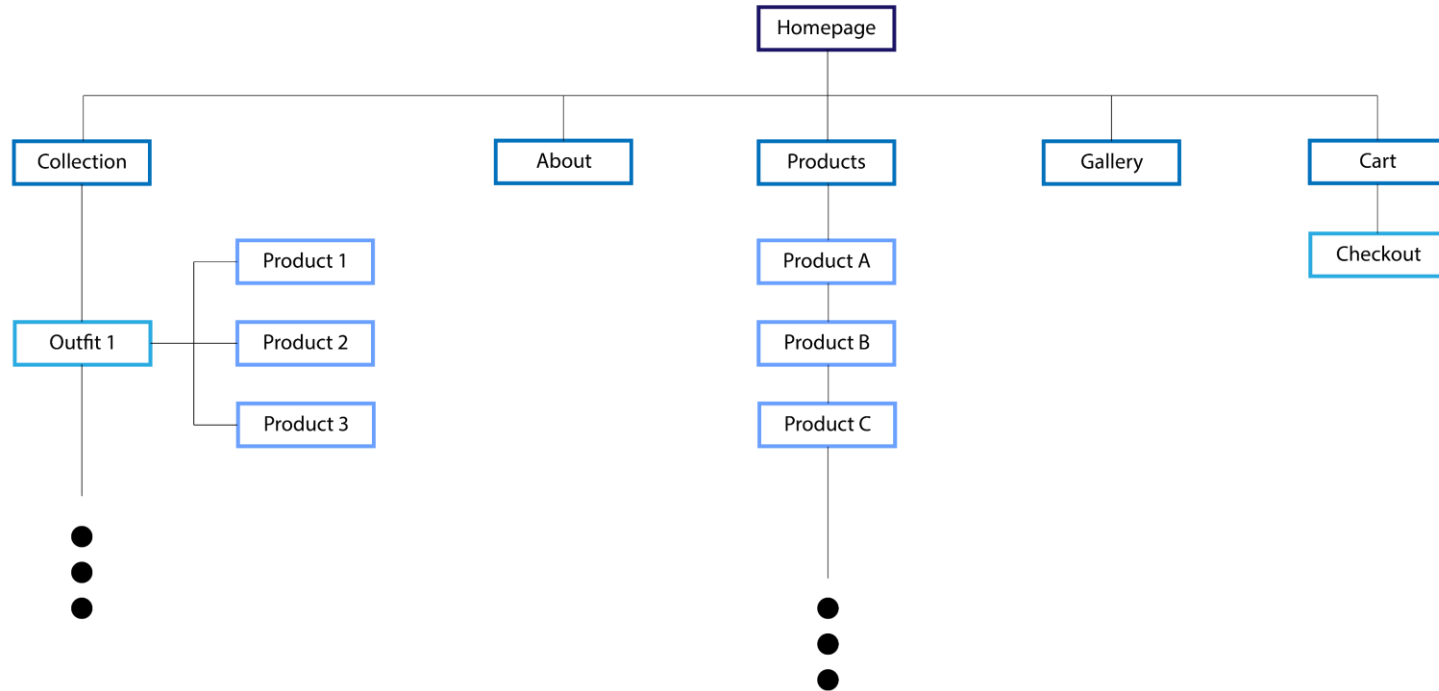 Homepage
Collection
About
Products
Gallery
Cart
Product 1
Product A
Checkout
Outfit 1
Product 2
Product B
Product 3
Product C